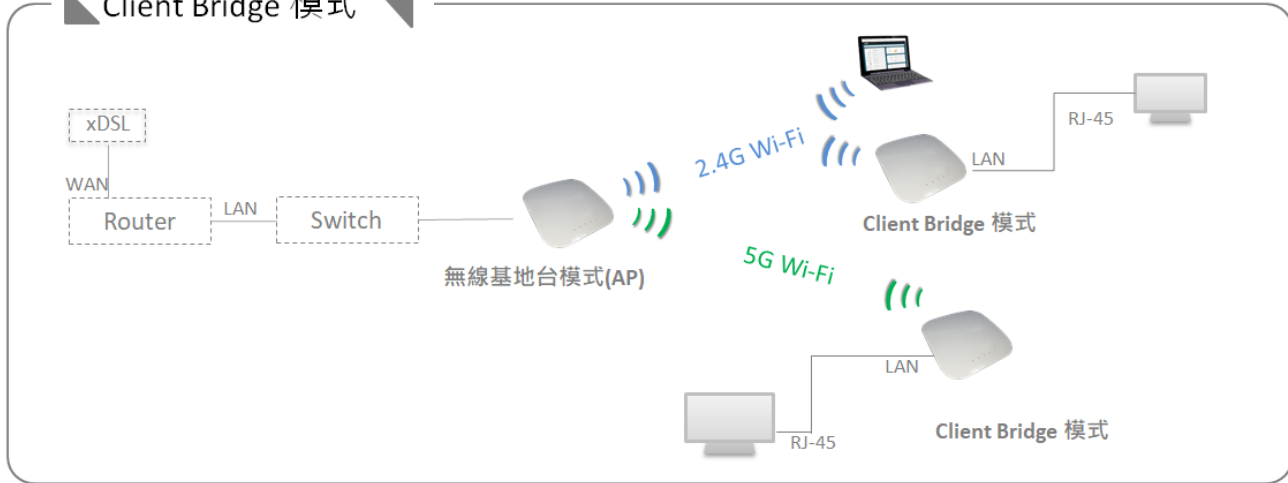 Client Bridge 模式
xDSL
WAN
Router
LAN
Switch
無線基地台模式(AP)
2.4G Wi-Fi
5G Wi-Fi
RJ-45
LAN
Client Bridge 模式
LAN
RJ-45
Client Bridge 模式